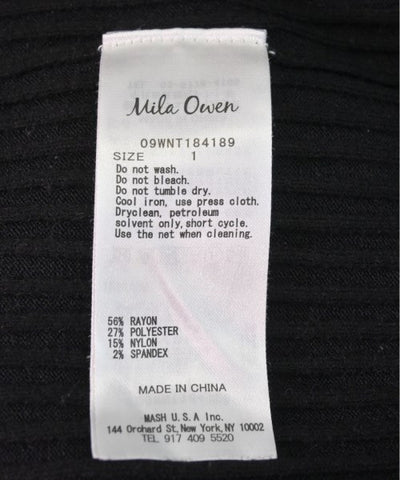 Mila Owen
09WNT184189
SIZE 1
Do not wash.
Do not bleach.
Do not tumble dry.
Cool iron, use press cloth.
Dryclean, petroleum
solvent only, short cycle.
Use the net when cleaning.
56% RAYON
27% POLYESTER
15% NYLON
2% SPANDEX
MADE IN CHINA
MASH U.S.A Inc.
144 Orchard St, New York, NY 10002
TEL 917 409 5520